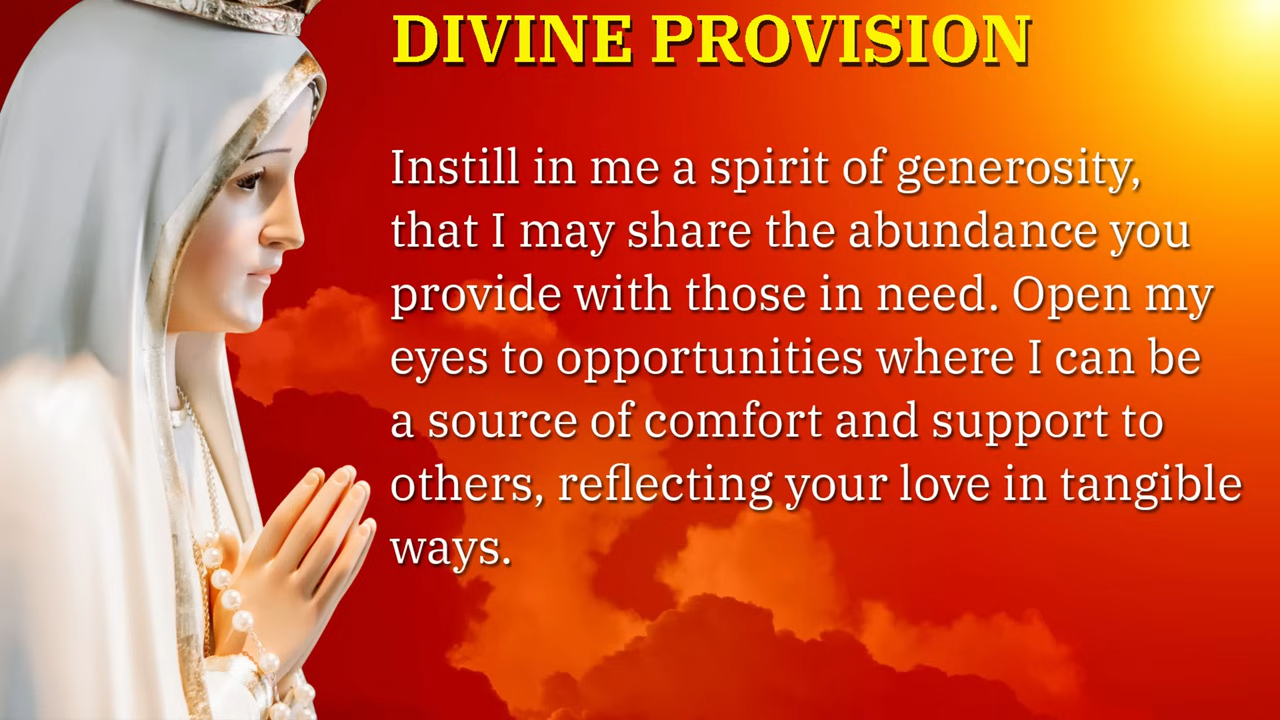 DIVINE PROVISION
Instill in me a spirit of generosity,
that I may share the abundance you
provide with those in need. Open my
eyes to opportunities where I can be
a source of comfort and support to
others, reflecting your love in tangible
ways.